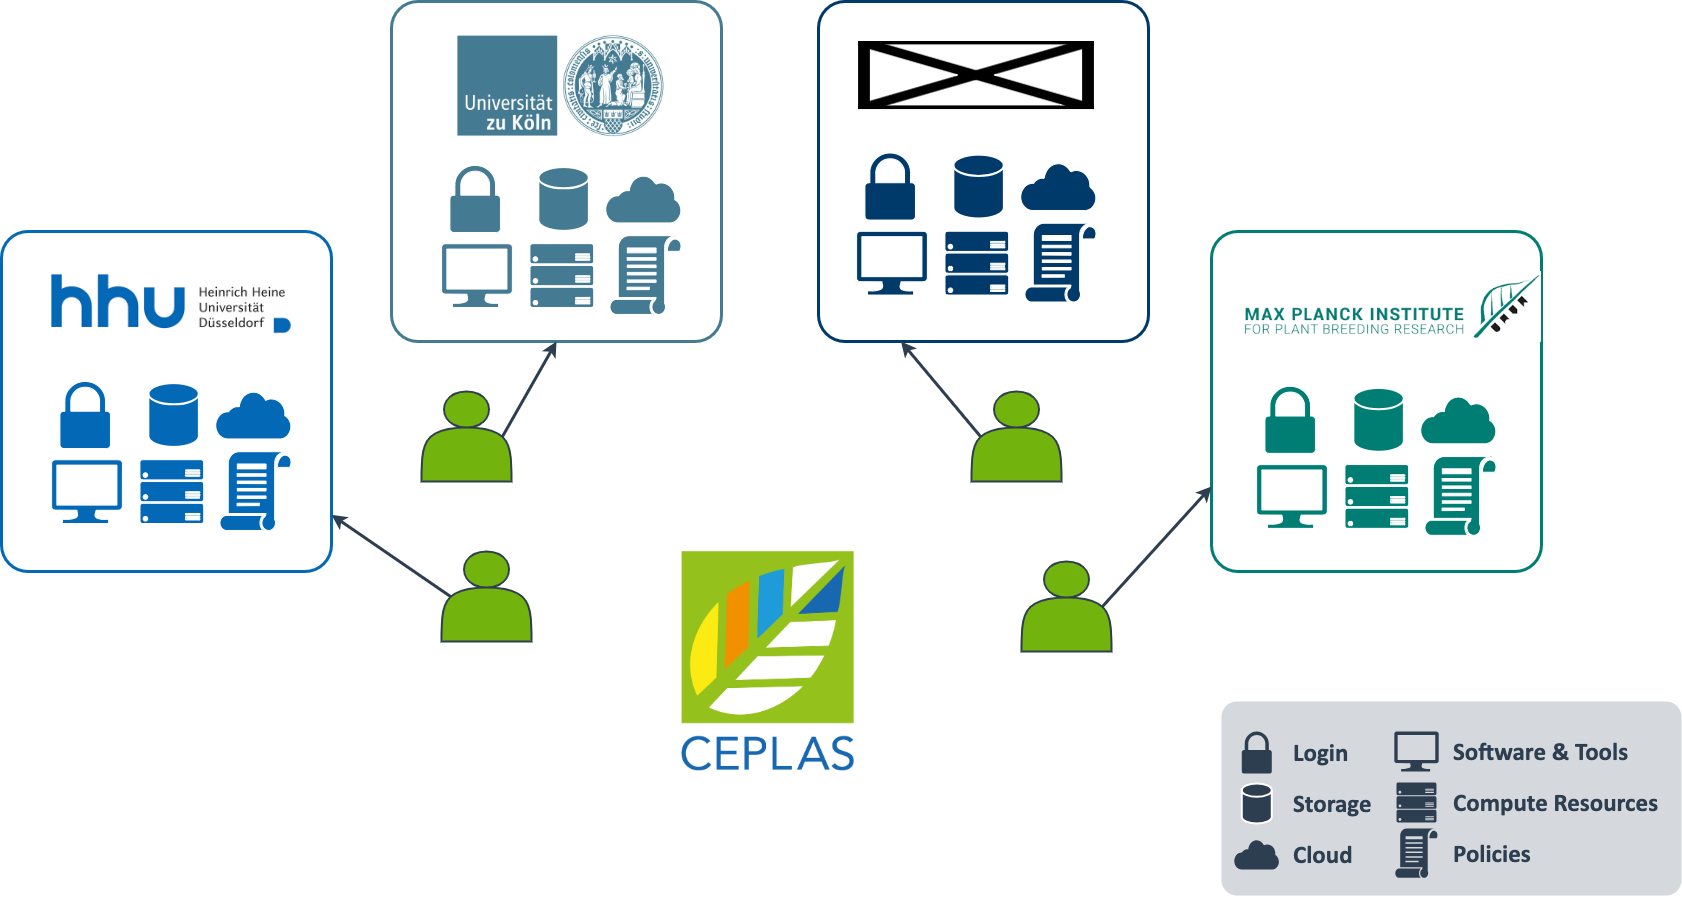 Universität
zu Köln
hhu
Heinrich Heine
Universität
Düsseldorf
MAX PLANCK INSTITUTE
FOR PLANT BREEDING RESEARCH
CEPLAS
Login
Software & Tools
Storage
Compute Resources
Cloud
Policies